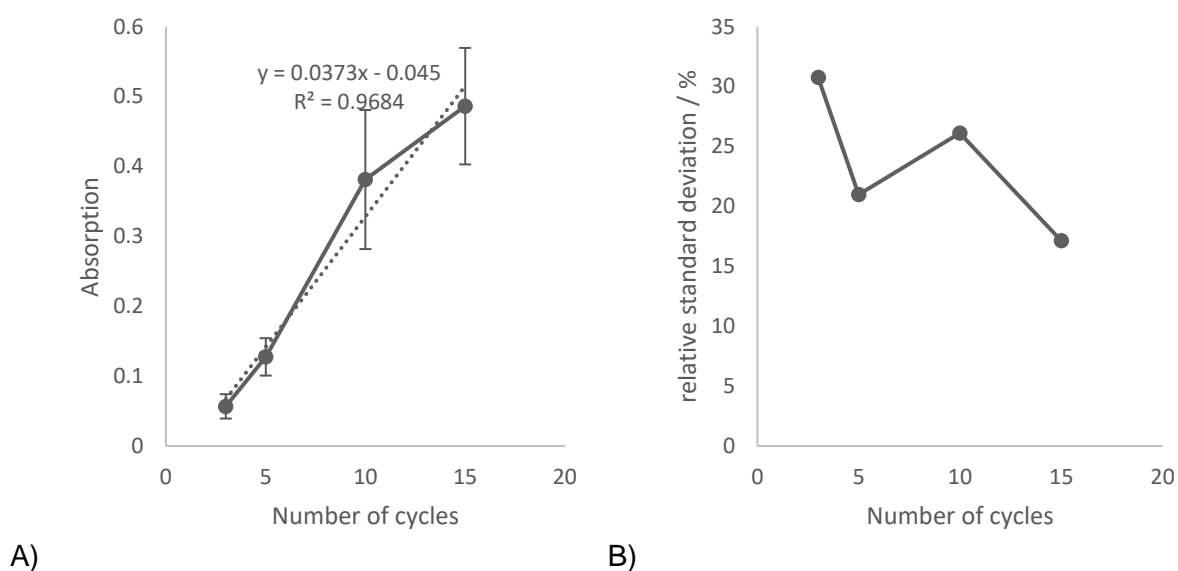 0.6
0.5
0.4
0.3
0.2
0.1
0
Absorption
y = 0.0373x - 0.045
R² = 0.9684
0 5 10 15 20
Number of cycles
A)
35
30
25
20
15
10
5
0
relative standard deviation / %
0 5 10 15 20
Number of cycles
B)